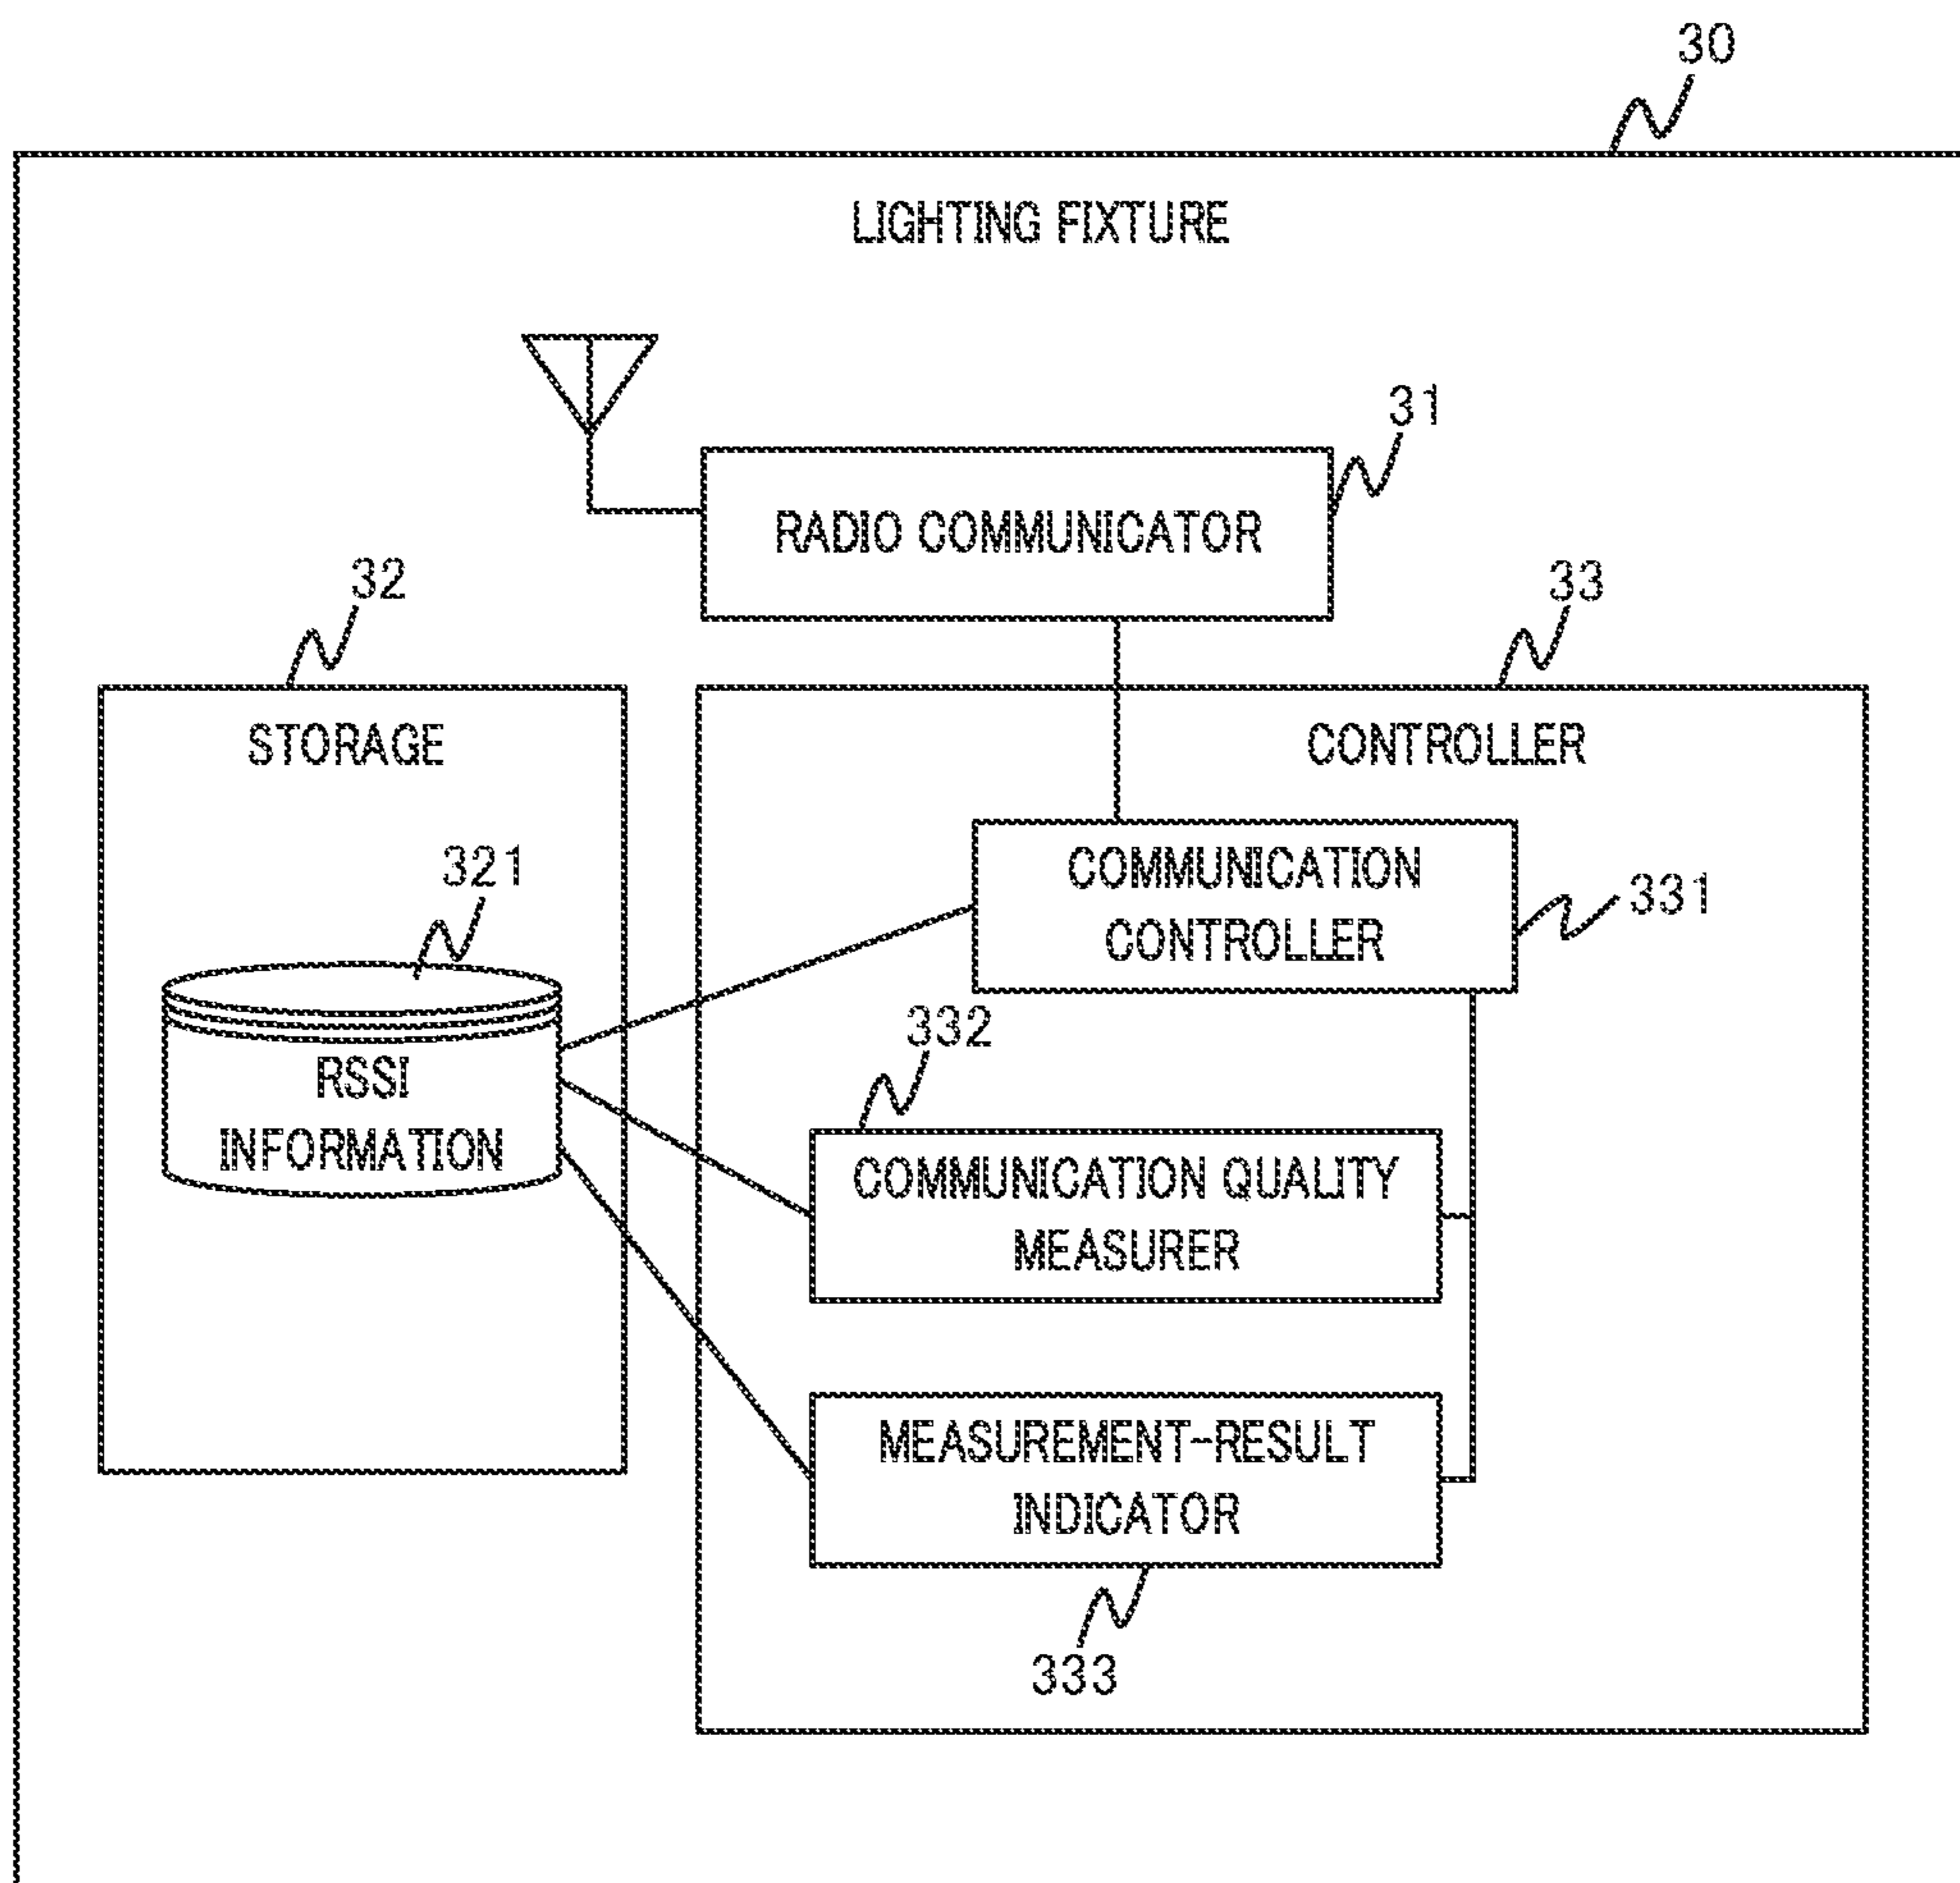 30
LIGHTING FIXTURE
31
RADIO COMMUNICATOR
32
33
STORAGE
CONTROLLER
321
COMMUNICATION
CONTROLLER
331
RSSI
INFORMATION
332
COMMUNICATION QUALITY
MEASURER
MEASUREMENT-RESULT
INDICATOR
333